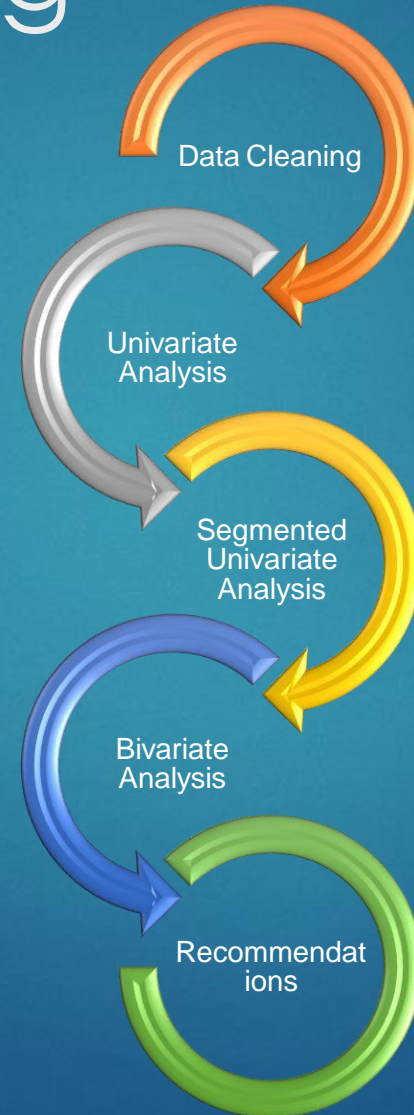 g
Data Cleaning
Univariate
Analysis
Segmented
Univariate
Analysis
Bivariate
Analysis
Recommendat
ions